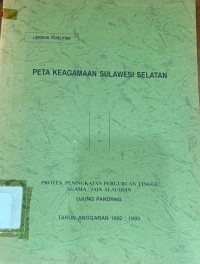 LAPORAN PENELITIAN
PETA KEAGAMAAN SULAWESI SELATAN
PROYEK PENINGKATAN PERGURUAN TINGGI
AGAMA / IAIN ALAUDDIN
UJUNG PANDANG
TAHUN ANGGARAN 1992 / 1993